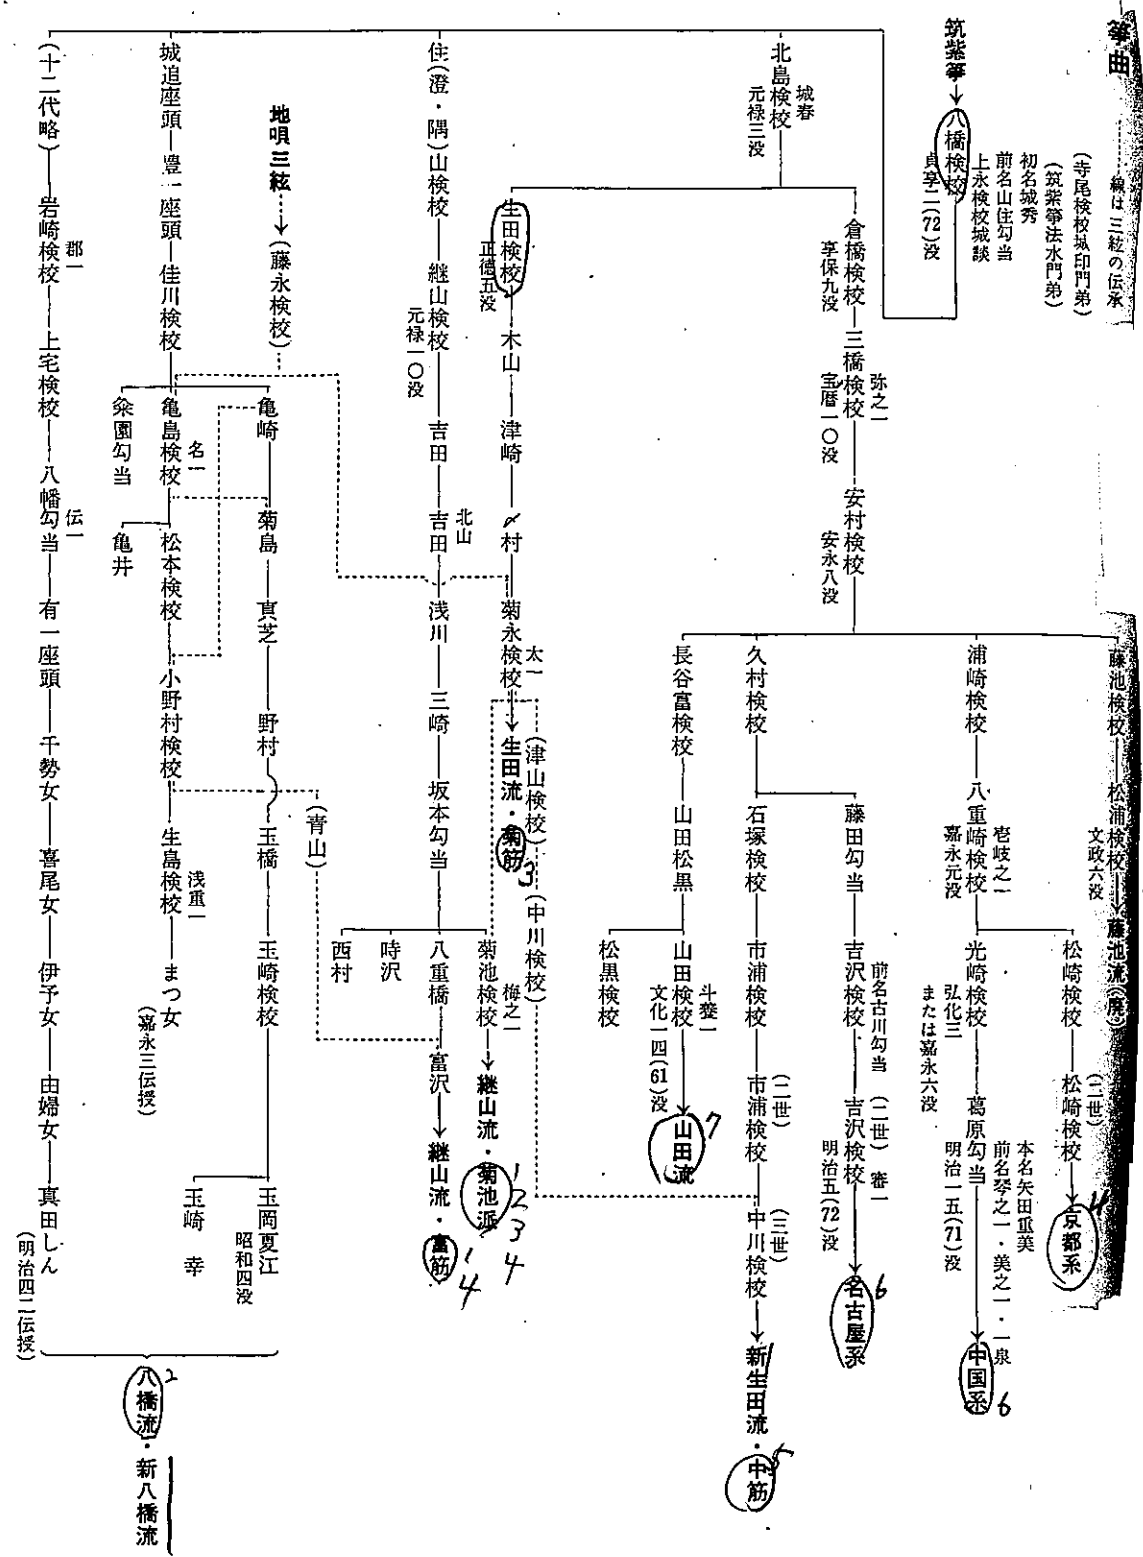 箏曲
……線は三絃の伝承
筑紫箏→八橋検校
(寺尾検校城印門弟)
(筑紫箏法水門弟)
初名城秀
前名山住勾当
上永検校城談
貞享二(72)没
北島検校
城春
元禄三没
倉橋検校
享保九没
三橋検校
弥之一
宝暦一〇没
安村検校
安永八没
藤池検校
松浦検校→藤池流(廃)
文政六没
浦崎検校
八重崎検校
壱岐之一
嘉永元没
松崎検校
(二世)
松崎検校→京都系
4
光崎検校
弘化三
または嘉永六没
葛原勾当→中国系
本名矢田重美
前名琴之一・美之一・一泉
明治一五(71)没
6
久村検校
藤田勾当
吉沢検校
前名古川勾当
(二世)審一
吉沢検校→名古屋系
明治五(72)没
6
石塚検校
市浦検校
(二世)
市浦検校
(三世)
中川検校→新生田流・中筋
5
長谷富検校
山田松黒
山田検校→山田流
斗養一
文化一四(61)没
7
松黒検校
生田検校
正徳五没
木山
津崎
〆村
菊永検校→生田流・菊筋
太一
3
(津山検校)
(中川検校)
住(澄・隅)山検校
継山検校
元禄一〇没
吉田
吉田
北山
浅川
三崎
坂本勾当
菊池検校→継山流・菊池派
梅之一
1
2
3
4
八重橋
富沢→継山流・富筋
1
4
時沢
西村
地唄三絃……→(藤永検校)
城追座頭
豊一座頭
佳川検校
亀崎
菊島
真芝
野村
玉橋
玉崎検校
玉岡夏江
昭和四没
玉崎 幸
亀島検校
名一
松本検校
小野村検校
(青山)
生島検校
浅重一
まつ女
(嘉永三伝授)
亀井
粂園勾当
(十二代略)
岩崎検校
郡一
上宅検校
八幡勾当
伝一
有一座頭
千勢女
喜尾女
伊予女
由婦女
真田しん
(明治四二伝授)
八橋流・新八橋流
2